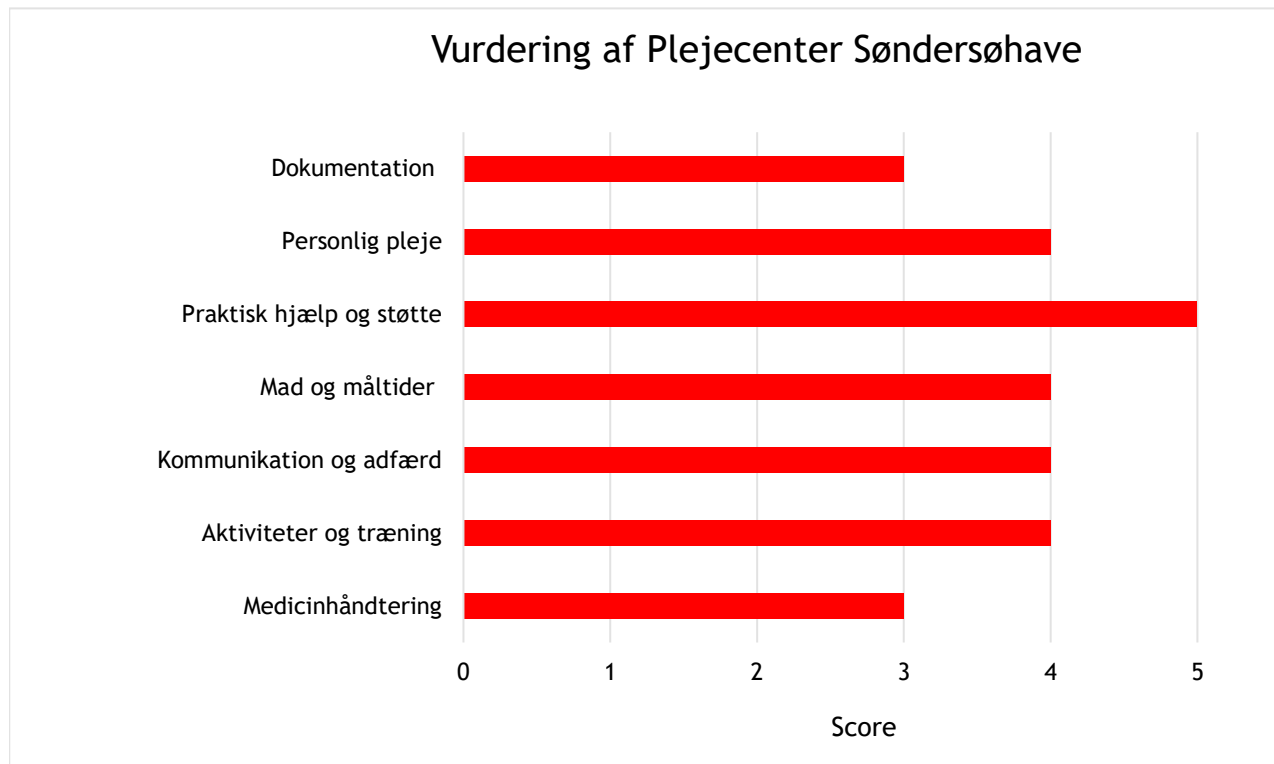 Vurdering af Plejecenter Søndersøhave
Dokumentation
Personlig pleje
Praktisk hjælp og støtte
Mad og måltider
Kommunikation og adfærd
Aktiviteter og træning
Medicinhåndtering
0 1 2 3 4 5
Score